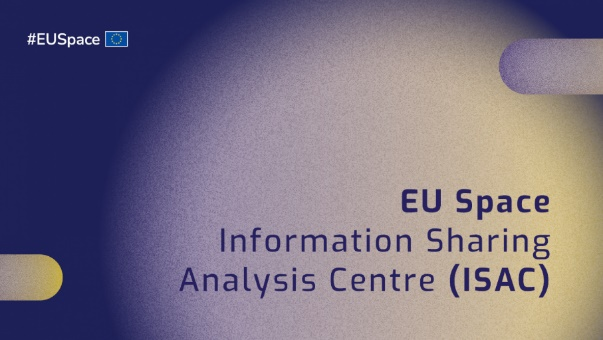 #EUSpace
EU Space
Information Sharing
Analysis Centre (ISAC)